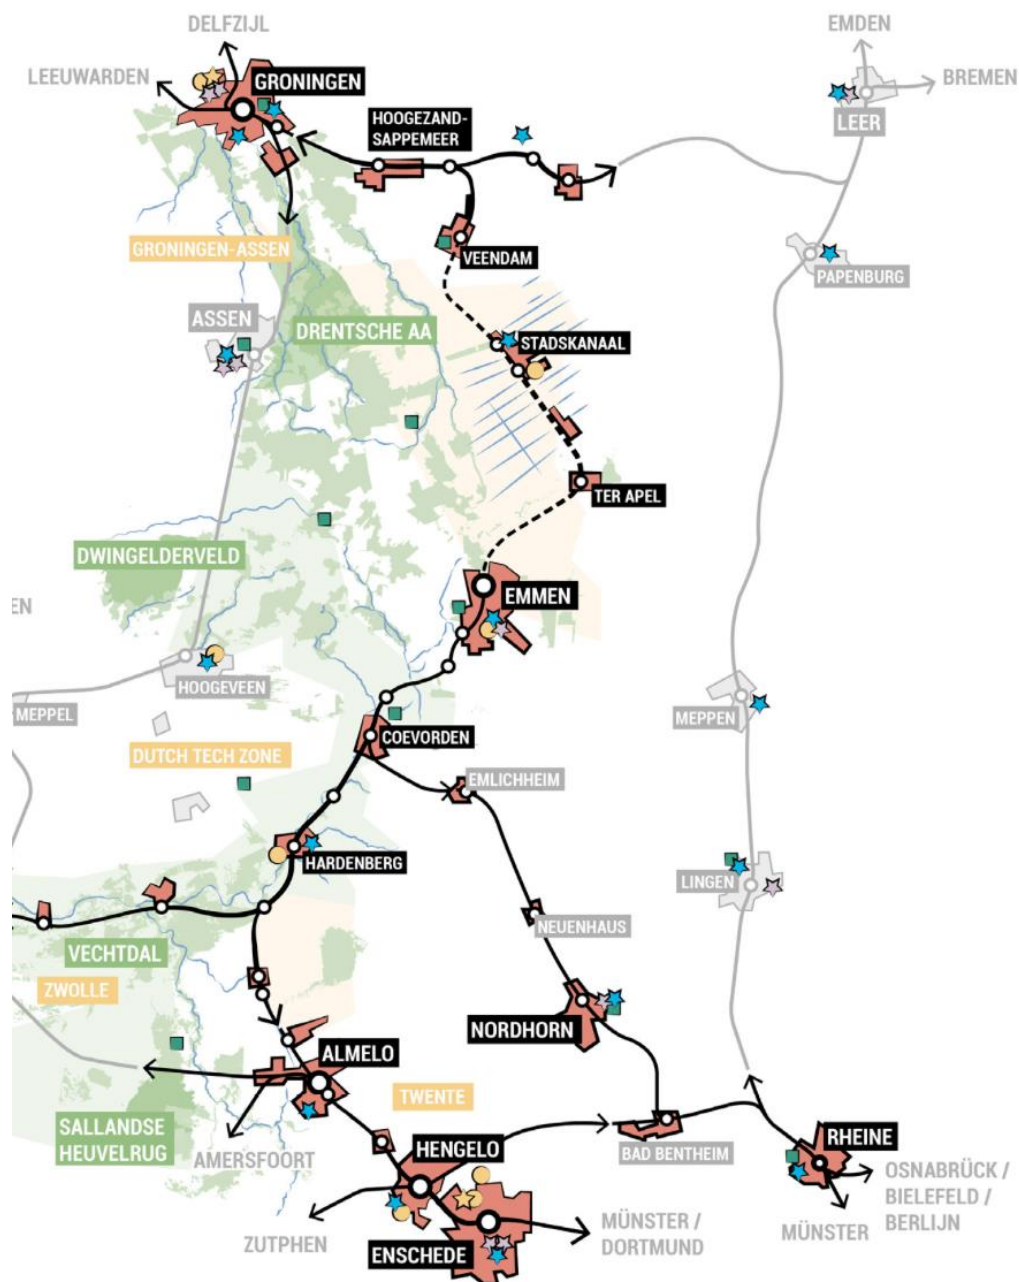 DELFZIJL
EMDEN
LEEUWARDEN
GRONINGEN
BREMEN
HOOGEZAND-
SAPPEMEER
LEER
GRONINGEN-ASSEN
VEENDAM
PAPENBURG
ASSEN
DRENTSCHE AA
STADSKANAAL
TER APEL
DWINGELDERVELD
EMMEN
EN
HOOGEVEEN
MEPPEL
MEPPEN
COEVORDEN
DUTCH TECH ZONE
EMLICHHEIM
HARDENBERG
LINGEN
NEUENHAUS
VECHTDAL
ZWOLLE
NORDHORN
ALMELO
TWENTE
SALLANDSE
HEUVELRUG
AMERSFOORT
HENGELO
BAD BENTHEIM
RHEINE
OSNABRÜCK /
BIELEFELD /
BERLIJN
ZUTPHEN
ENSCHEDE
MÜNSTER /
DORTMUND
MÜNSTER